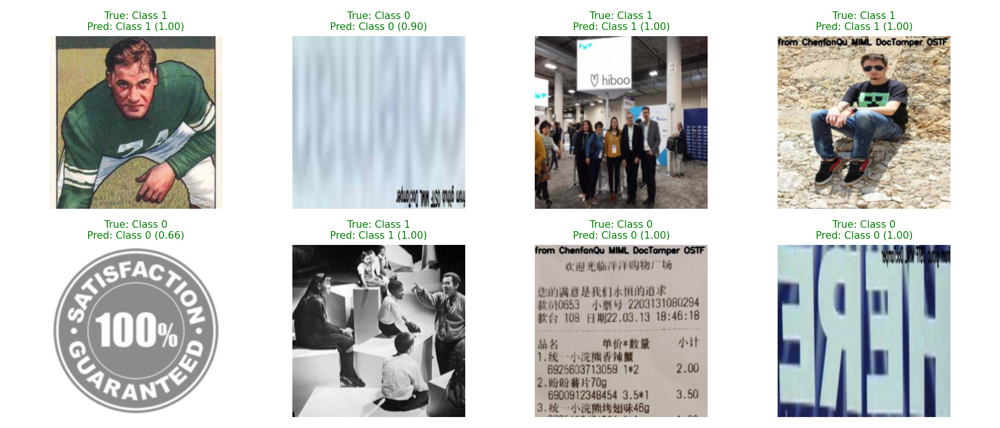 True: Class 1
Pred: Class 1 (1.00)
True: Class 0
Pred: Class 0 (0.90)
from github OSTF MIML DocTamper
True: Class 1
Pred: Class 1 (1.00)
hiboo
True: Class 1
Pred: Class 1 (1.00)
from ChenfanQu MIML DocTamper OSTF
True: Class 0
Pred: Class 0 (0.66)
SATISFACTION
100%
GUARANTEED
True: Class 1
Pred: Class 1 (1.00)
True: Class 0
Pred: Class 0 (1.00)
from ChenfanQu MIML DocTamper OSTF
欢迎光临洋洋购物广场
您的满意是我们永恒的追求
款员0653 小票号 2203131080294
款台 108 日期22.03.13 18:46:18
品名 单价*数量 小计
1.统一小浣熊香辣蟹
6925603713059 1*2 2.00
2.盼盼薯片70g
6900912348454 3.5*1 3.50
3.统一小浣熊烤翅味46g
True: Class 0
Pred: Class 0 (1.00)
from github OSTF MIML DocTamper
HERE